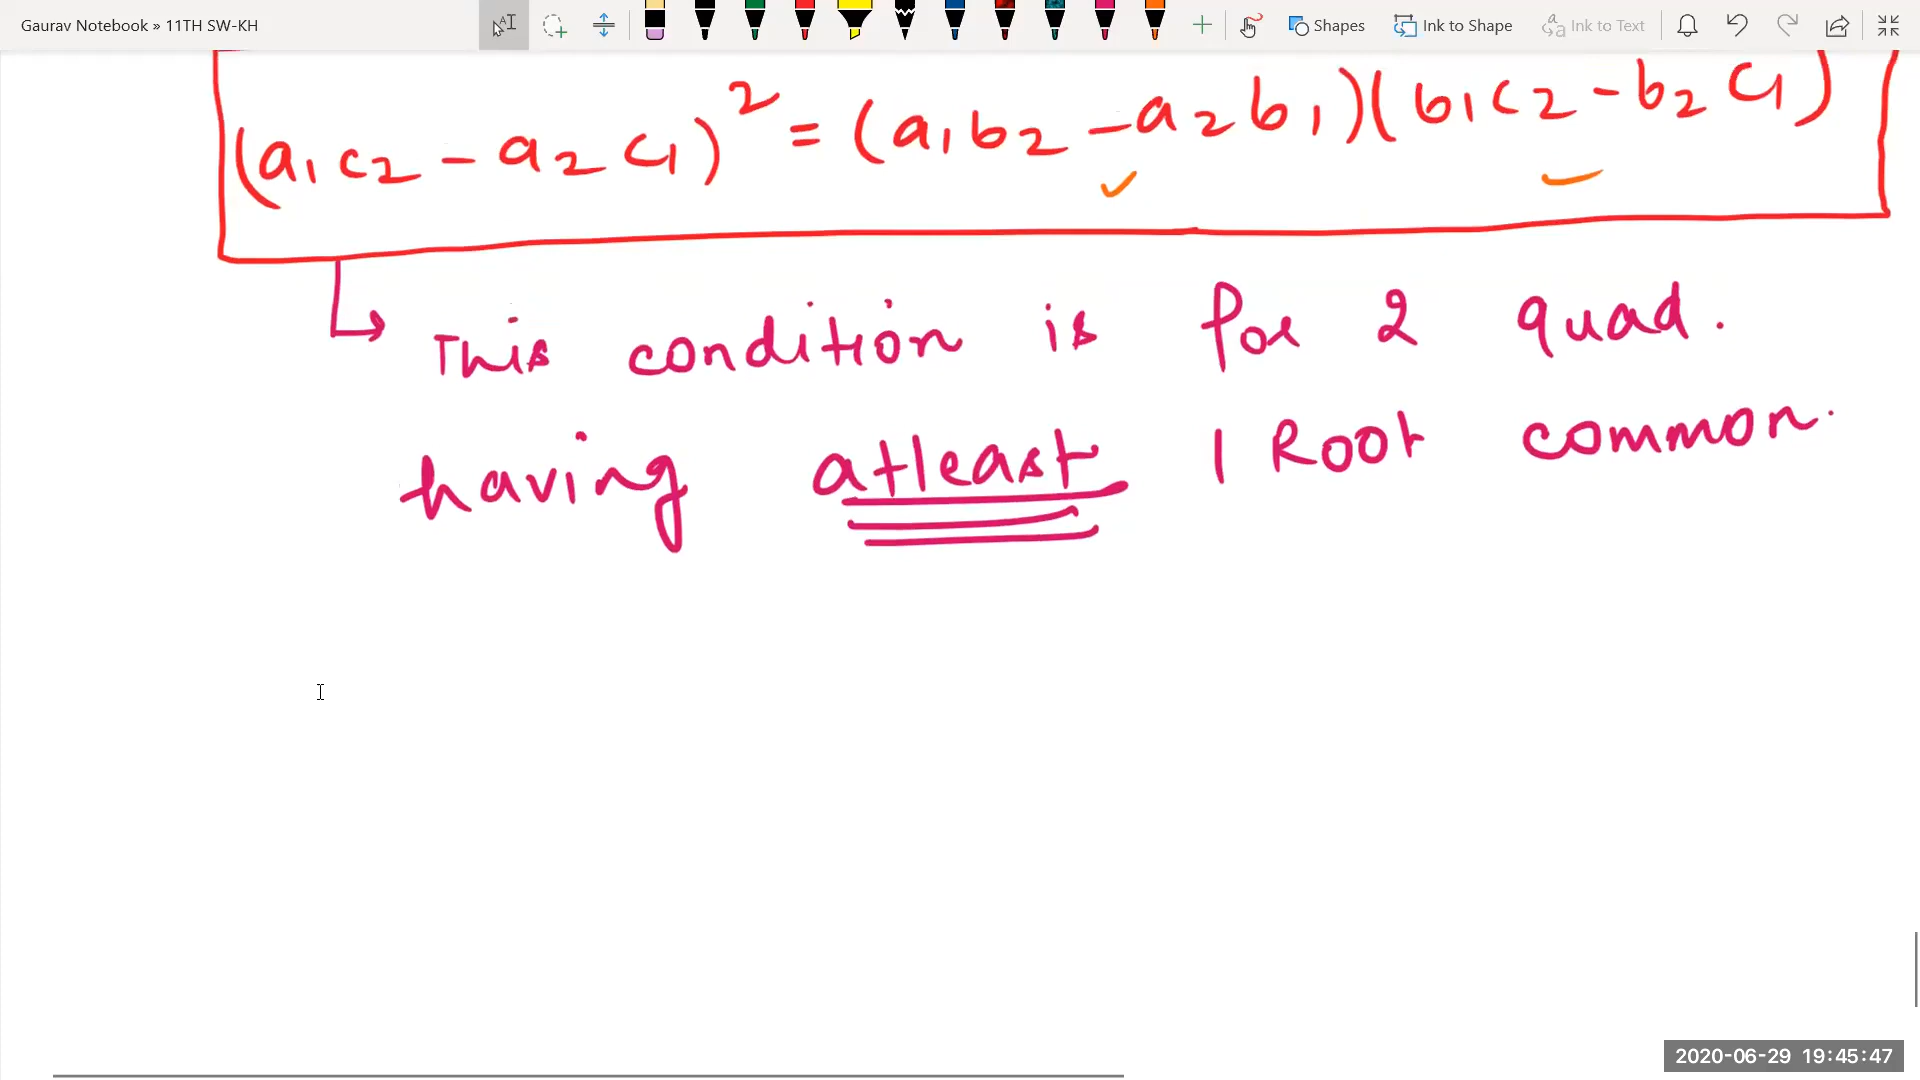 Gaurav Notebook » 11TH SW-KH
Shapes
Ink to Shape
Ink to Text
(a₁c₂ - a₂c₁)² = (a₁b₂ - a₂b₁)(b₁c₂ - b₂c₁)
This condition is for 2 quad.
having atleast 1 Root common.
2020-06-29 19:45:47